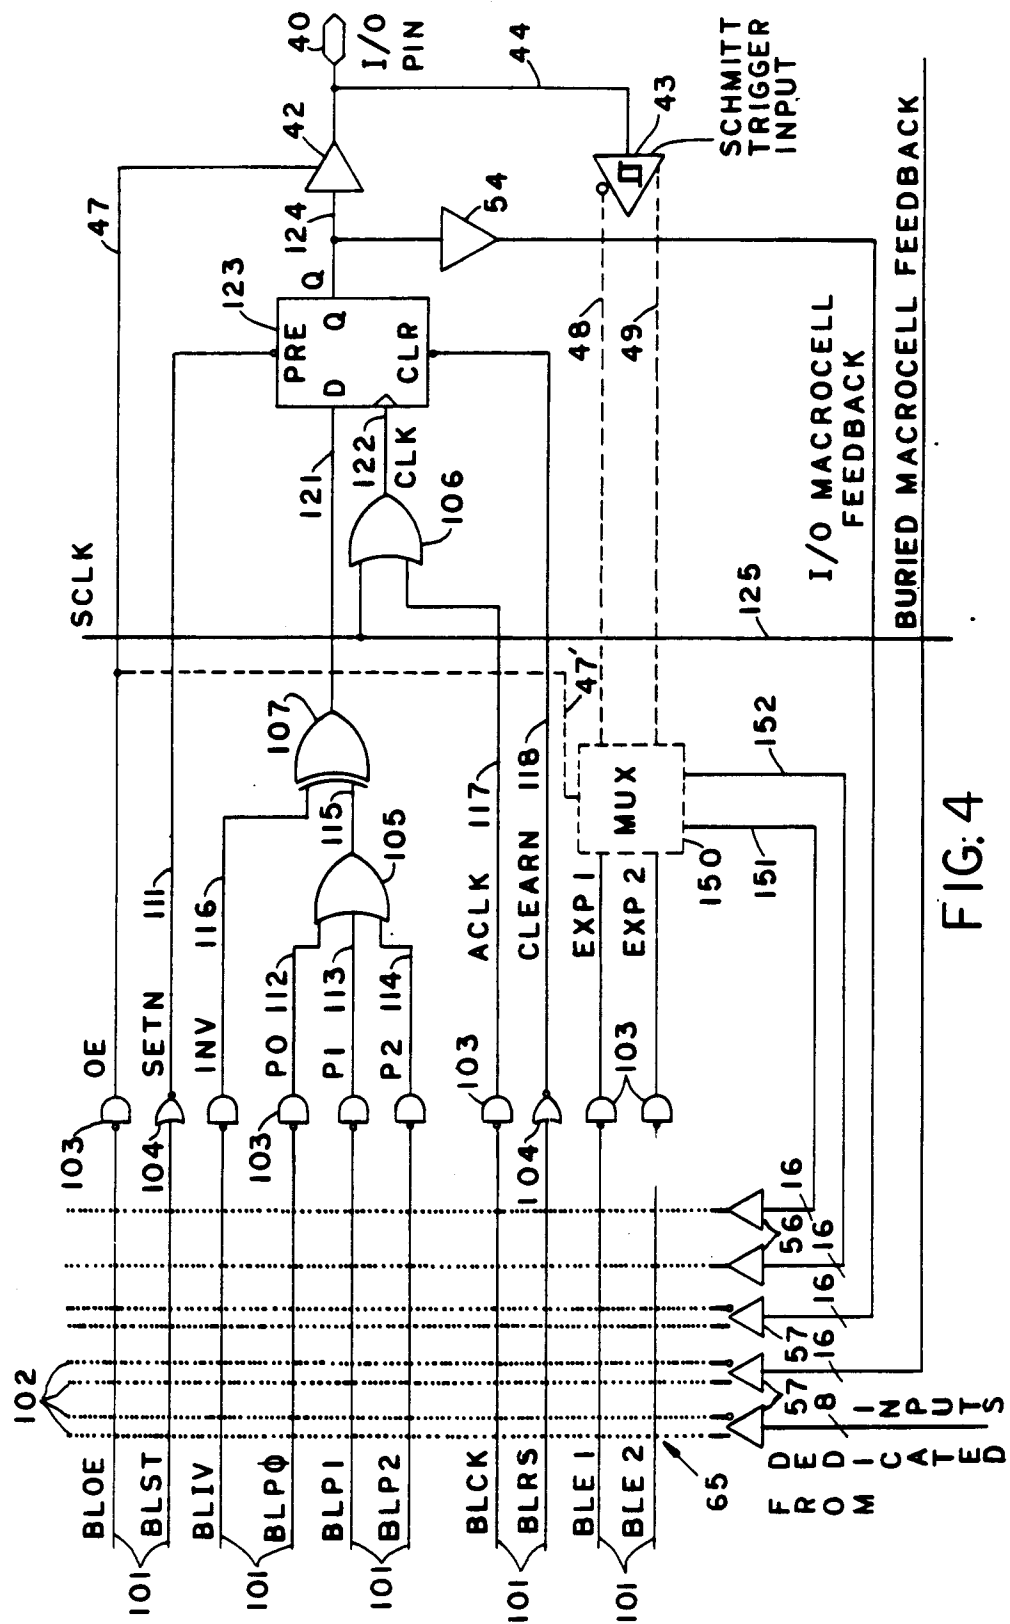 40
I/O
PIN
42
44
47
124
54
43
SCHMITT
TRIGGER
INPUT
123
Q
PRE
D
Q
CLR
48
49
121
122
CLK
106
SCLK
I/O MACROCELL
FEEDBACK
BURIED MACROCELL FEEDBACK
125
107
115
105
47'
MUX
150
151
152
OE
SETN
111
INV
116
P0
112
P1
113
P2
114
ACLK
117
CLEARN
118
EXP 1
EXP 2
103
104
103
103
104
103
102
16
56
16
16
57
16
57
8
FROM
DEDICATED
INPUTS
65
BLOE
BLST
BLIV
BLPΦ
BLP1
BLP2
BLCK
BLRS
BLE 1
BLE 2
101
101
101
101
101
FIG. 4